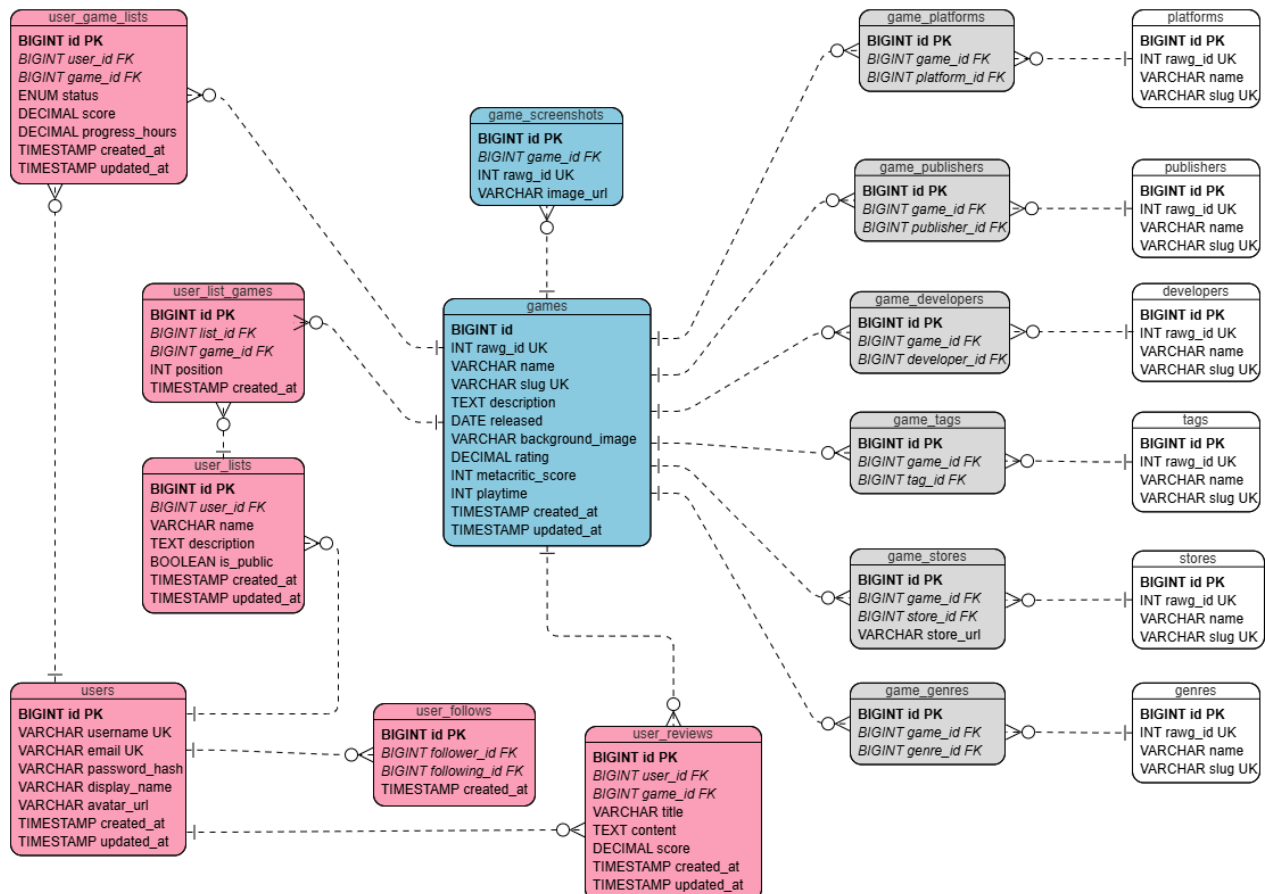 user_game_lists
BIGINT id PK
BIGINT user_id FK
BIGINT game_id FK
ENUM status
DECIMAL score
DECIMAL progress_hours
TIMESTAMP created_at
TIMESTAMP updated_at
game_screenshots
BIGINT id PK
BIGINT game_id FK
INT rawg_id UK
VARCHAR image_url
game_platforms
BIGINT id PK
BIGINT game_id FK
BIGINT platform_id FK
platforms
BIGINT id PK
INT rawg_id UK
VARCHAR name
VARCHAR slug UK
game_publishers
BIGINT id PK
BIGINT game_id FK
BIGINT publisher_id FK
publishers
BIGINT id PK
INT rawg_id UK
VARCHAR name
VARCHAR slug UK
user_list_games
BIGINT id PK
BIGINT list_id FK
BIGINT game_id FK
INT position
TIMESTAMP created_at
games
BIGINT id
INT rawg_id UK
VARCHAR name
VARCHAR slug UK
TEXT description
DATE released
VARCHAR background_image
DECIMAL rating
INT metacritic_score
INT playtime
TIMESTAMP created_at
TIMESTAMP updated_at
game_developers
BIGINT id PK
BIGINT game_id FK
BIGINT developer_id FK
developers
BIGINT id PK
INT rawg_id UK
VARCHAR name
VARCHAR slug UK
game_tags
BIGINT id PK
BIGINT game_id FK
BIGINT tag_id FK
tags
BIGINT id PK
INT rawg_id UK
VARCHAR name
VARCHAR slug UK
user_lists
BIGINT id PK
BIGINT user_id FK
VARCHAR name
TEXT description
BOOLEAN is_public
TIMESTAMP created_at
TIMESTAMP updated_at
game_stores
BIGINT id PK
BIGINT game_id FK
BIGINT store_id FK
VARCHAR store_url
stores
BIGINT id PK
INT rawg_id UK
VARCHAR name
VARCHAR slug UK
users
BIGINT id PK
VARCHAR username UK
VARCHAR email UK
VARCHAR password_hash
VARCHAR display_name
VARCHAR avatar_url
TIMESTAMP created_at
TIMESTAMP updated_at
user_follows
BIGINT id PK
BIGINT follower_id FK
BIGINT following_id FK
TIMESTAMP created_at
user_reviews
BIGINT id PK
BIGINT user_id FK
BIGINT game_id FK
VARCHAR title
TEXT content
DECIMAL score
TIMESTAMP created_at
TIMESTAMP updated_at
game_genres
BIGINT id PK
BIGINT game_id FK
BIGINT genre_id FK
genres
BIGINT id PK
INT rawg_id UK
VARCHAR name
VARCHAR slug UK